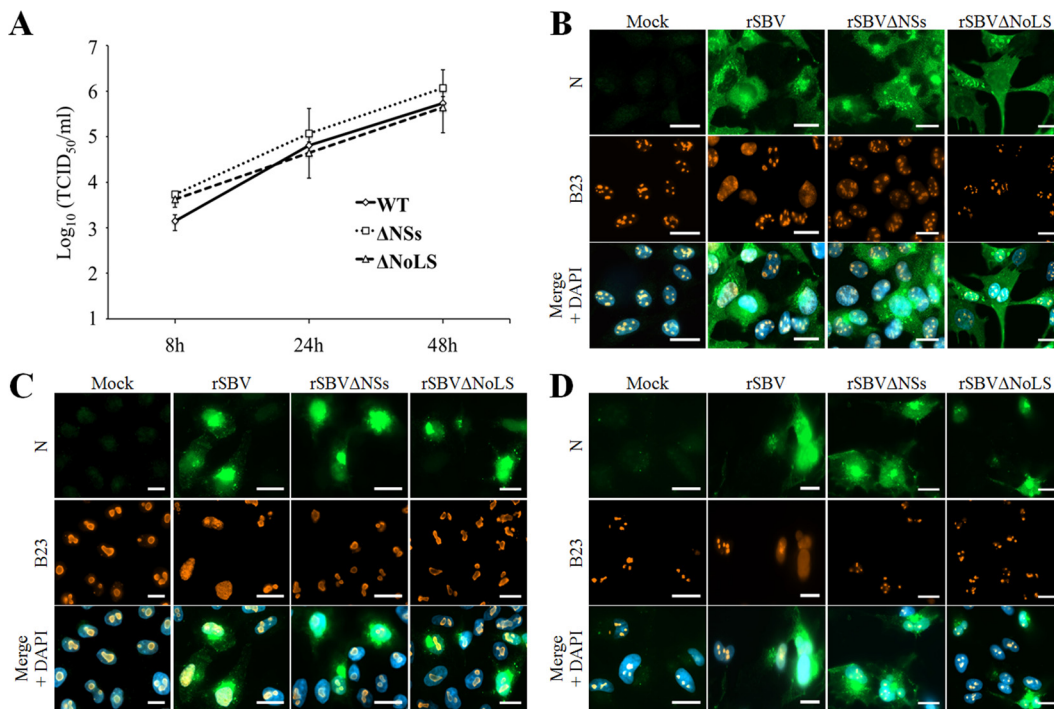 A
Log10 (TCID50/ml)
7
6
5
4
3
2
1
8h
24h
48h
WT
ΔNSs
ΔNoLS
B
Mock
rSBV
rSBVΔNSs
rSBVΔNoLS
N
B23
Merge
+ DAPI
C
Mock
rSBV
rSBVΔNSs
rSBVΔNoLS
N
B23
Merge
+ DAPI
D
Mock
rSBV
rSBVΔNSs
rSBVΔNoLS
N
B23
Merge
+ DAPI